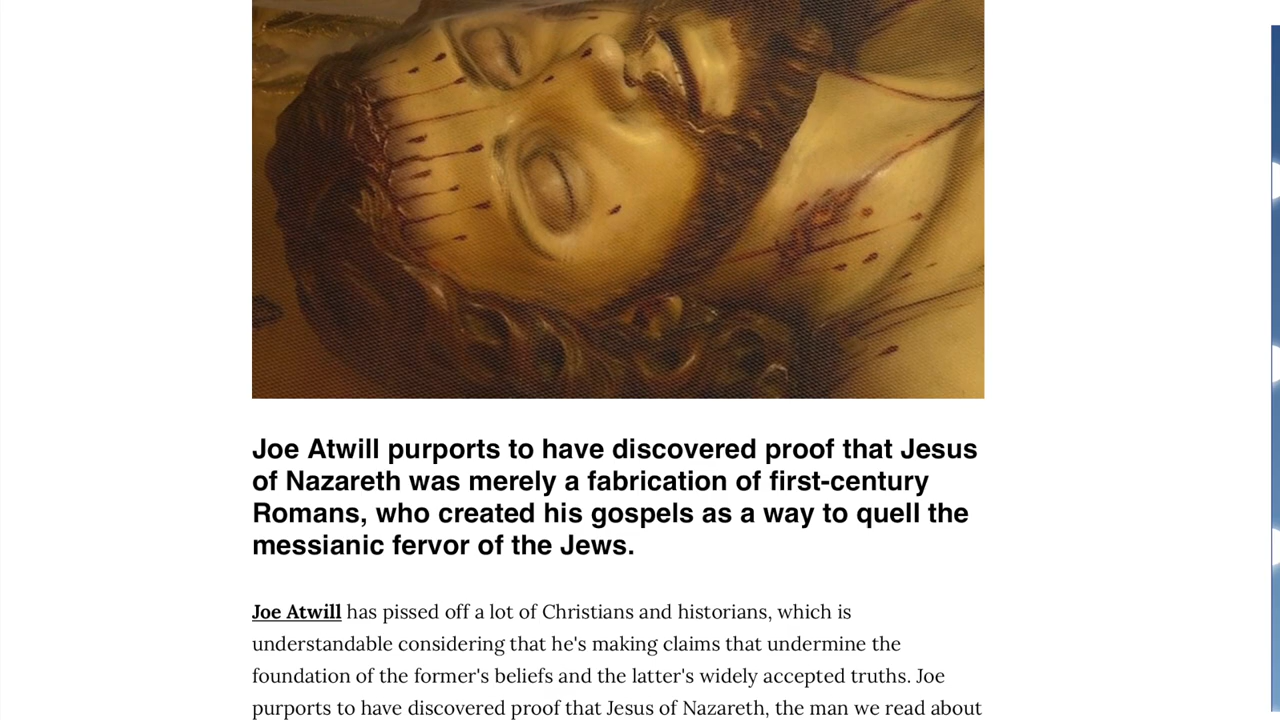 Joe Atwill purports to have discovered proof that Jesus
of Nazareth was merely a fabrication of first-century
Romans, who created his gospels as a way to quell the
messianic fervor of the Jews.
Joe Atwill has pissed off a lot of Christians and historians, which is
understandable considering that he's making claims that undermine the
foundation of the former's beliefs and the latter's widely accepted truths. Joe
purports to have discovered proof that Jesus of Nazareth, the man we read about